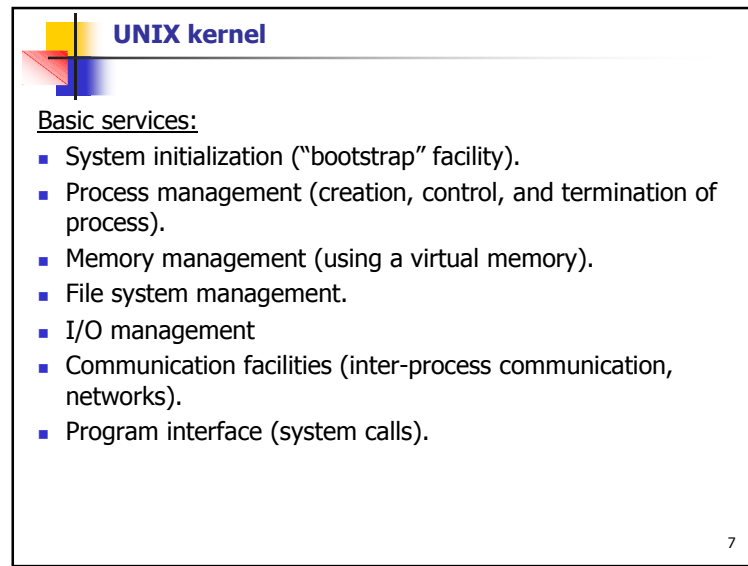 UNIX kernel
Basic services:
▪ System initialization (“bootstrap” facility).
▪ Process management (creation, control, and termination of
process).
▪ Memory management (using a virtual memory).
▪ File system management.
▪ I/O management
▪ Communication facilities (inter-process communication,
networks).
▪ Program interface (system calls).
7